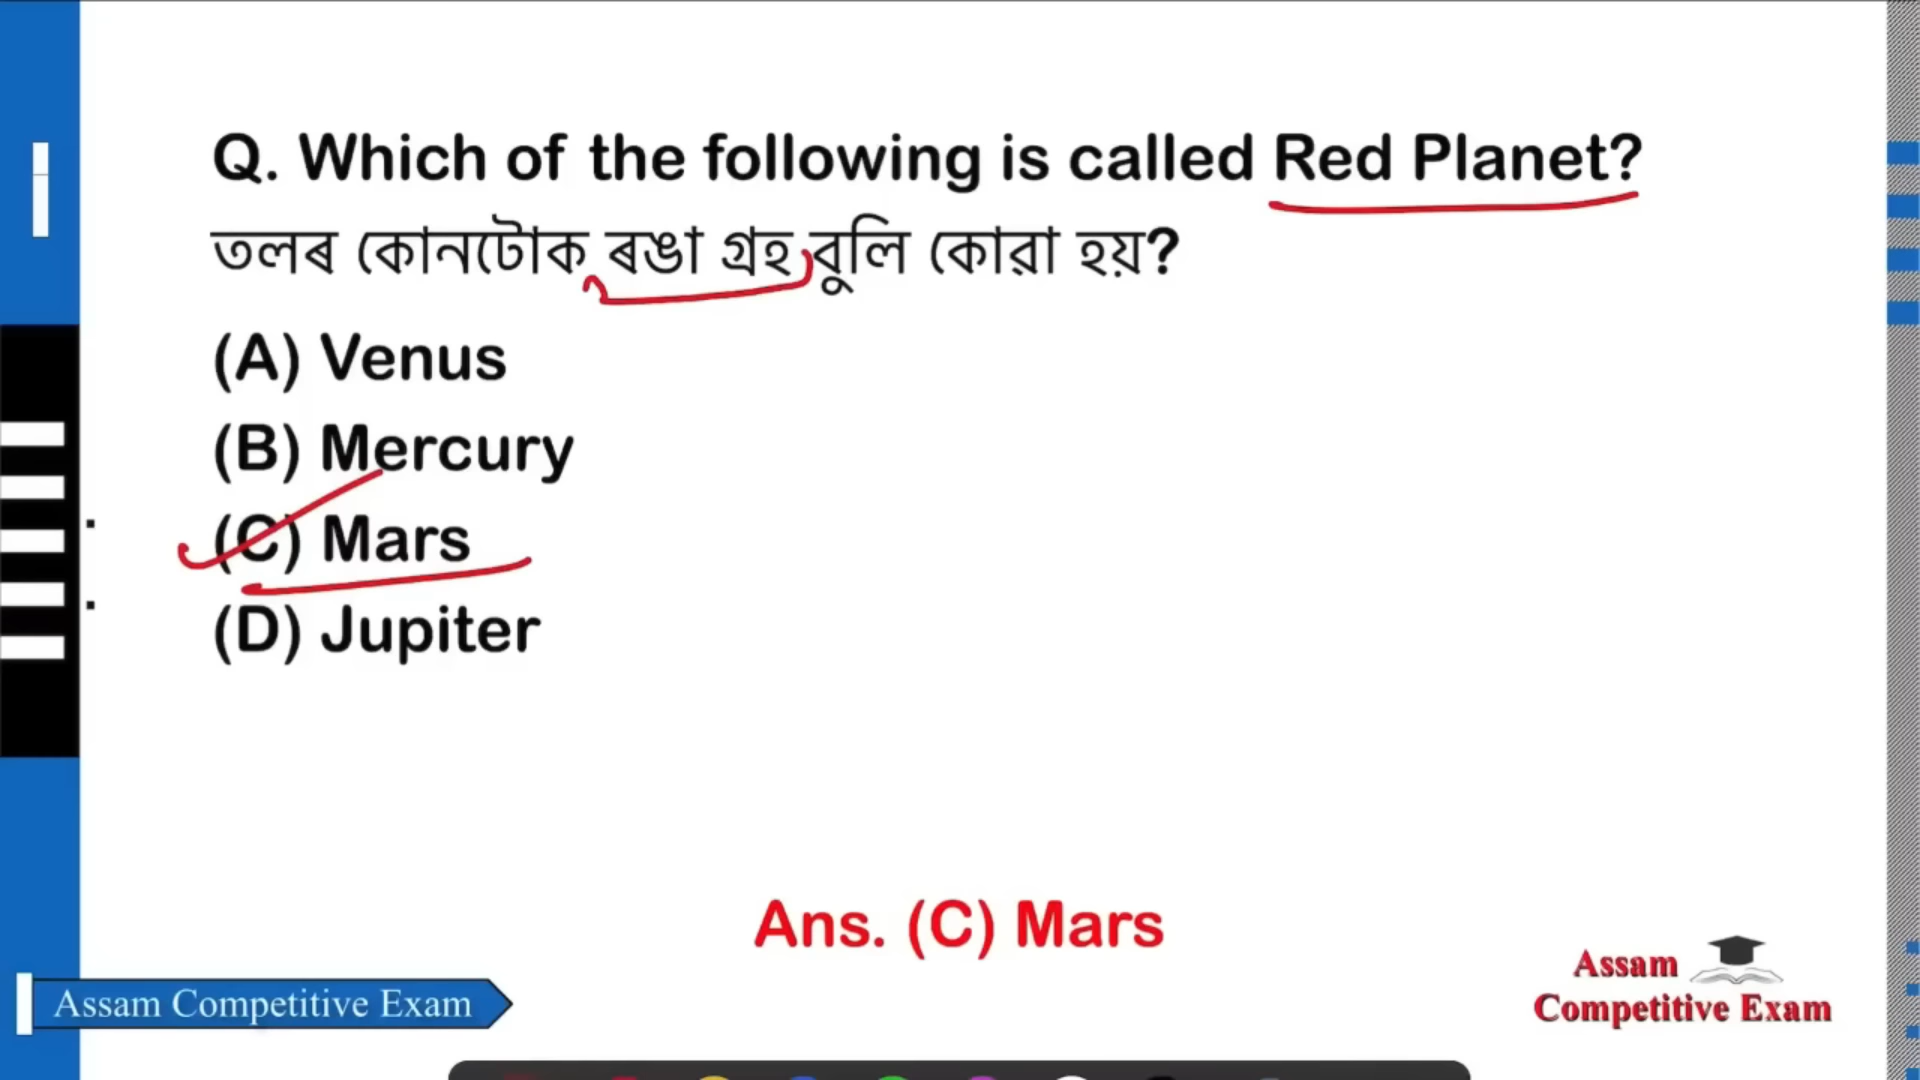 Q. Which of the following is called Red Planet?
তলৰ কোনটোক ৰঙা গ্ৰহ বুলি কোৱা হয়?
(A) Venus
(B) Mercury
(C) Mars
(D) Jupiter
Ans. (C) Mars
Assam Competitive Exam
Assam
Competitive Exam